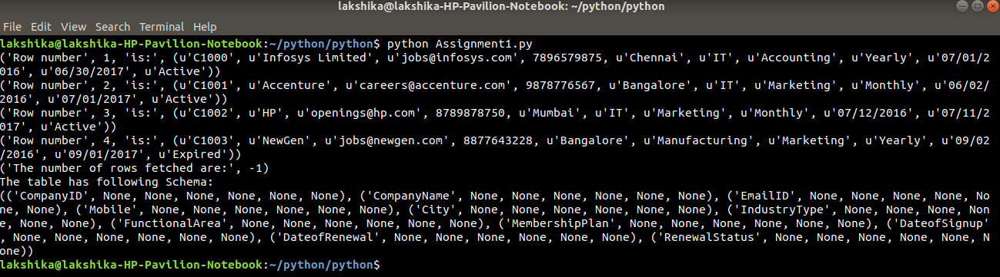 lakshika@lakshika-HP-Pavilion-Notebook: ~/python/python
File Edit View Search Terminal Help
lakshika@lakshika-HP-Pavilion-Notebook:~/python/python$ python Assignment1.py
('Row number', 1, 'is:', (u'C1000', u'Infosys Limited', u'jobs@infosys.com', 7896579875, u'Chennai', u'IT', u'Accounting', u'Yearly', u'07/01/2
016', u'06/30/2017', u'Active'))
('Row number', 2, 'is:', (u'C1001', u'Accenture', u'careers@accenture.com', 9878776567, u'Bangalore', u'IT', u'Marketing', u'Monthly', u'06/02/
2016', u'07/01/2017', u'Active'))
('Row number', 3, 'is:', (u'C1002', u'HP', u'openings@hp.com', 8789878750, u'Mumbai', u'IT', u'Marketing', u'Monthly', u'07/12/2016', u'07/11/2
017', u'Active'))
('Row number', 4, 'is:', (u'C1003', u'NewGen', u'jobs@newgen.com', 8877643228, u'Bangalore', u'Manufacturing', u'Marketing', u'Yearly', u'09/02
/2016', u'09/01/2017', u'Expired'))
('The number of rows fetched are:', -1)
The table has following Schema:
(('CompanyID', None, None, None, None, None, None), ('CompanyName', None, None, None, None, None, None), ('EmailID', None, None, None, None, No
ne, None), ('Mobile', None, None, None, None, None, None), ('City', None, None, None, None, None, None), ('IndustryType', None, None, None, Non
e, None, None), ('FunctionalArea', None, None, None, None, None, None), ('MembershipPlan', None, None, None, None, None, None), ('DateofSignup'
, None, None, None, None, None, None), ('DateofRenewal', None, None, None, None, None, None), ('RenewalStatus', None, None, None, None, None, N
one))
lakshika@lakshika-HP-Pavilion-Notebook:~/python/python$